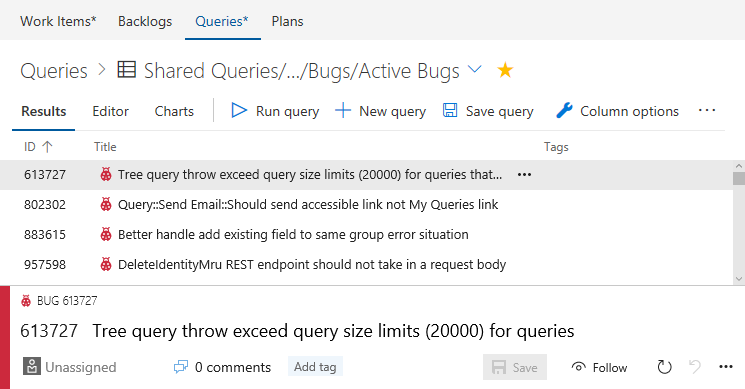 Work Items* Backlogs Queries* Plans
Queries > Shared Queries/.../Bugs/Active Bugs
Results Editor Charts Run query New query Save query Column options ...
ID ↑ Title Tags
613727 Tree query throw exceed query size limits (20000) for queries that... ...
802302 Query::Send Email::Should send accessible link not My Queries link
883615 Better handle add existing field to same group error situation
957598 DeleteIdentityMru REST endpoint should not take in a request body
BUG 613727
613727 Tree query throw exceed query size limits (20000) for queries
Unassigned 0 comments Add tag Save Follow ...